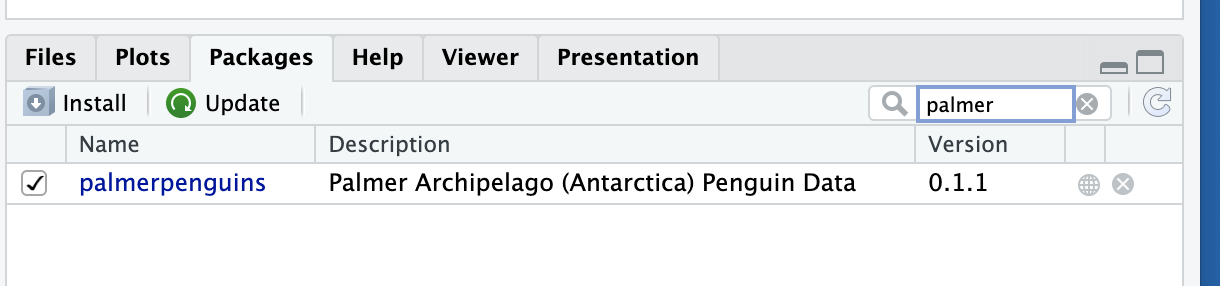 Files Plots Packages Help Viewer Presentation
Install Update palmer
Name Description Version
palmerpenguins Palmer Archipelago (Antarctica) Penguin Data 0.1.1